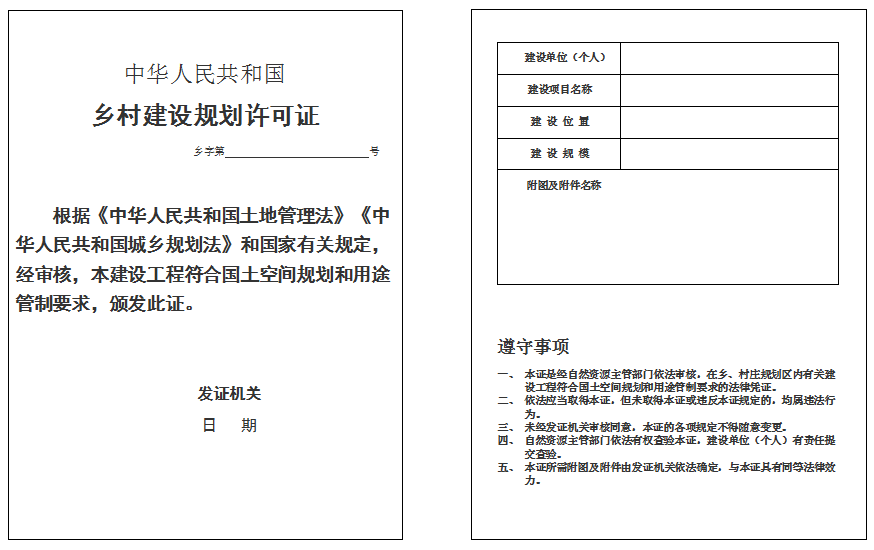 中华人民共和国
乡村建设规划许可证
乡字第 号
根据《中华人民共和国土地管理法》《中
华人民共和国城乡规划法》和国家有关规定，
经审核，本建设工程符合国土空间规划和用途
管制要求，颁发此证。
发证机关
日 期
建设单位（个人）
建设项目名称
建 设 位 置
建 设 规 模
附图及附件名称
遵守事项
一、 本证是经自然资源主管部门依法审核，在乡、村庄规划区内有关建
设工程符合国土空间规划和用途管制要求的法律凭证。
二、 依法应当取得本证，但未取得本证或违反本证规定的，均属违法行
为。
三、 未经发证机关审核同意，本证的各项规定不得随意变更。
四、 自然资源主管部门依法有权查验本证，建设单位（个人）有责任提
交查验。
五、 本证所需附图及附件由发证机关依法确定，与本证具有同等法律效
力。